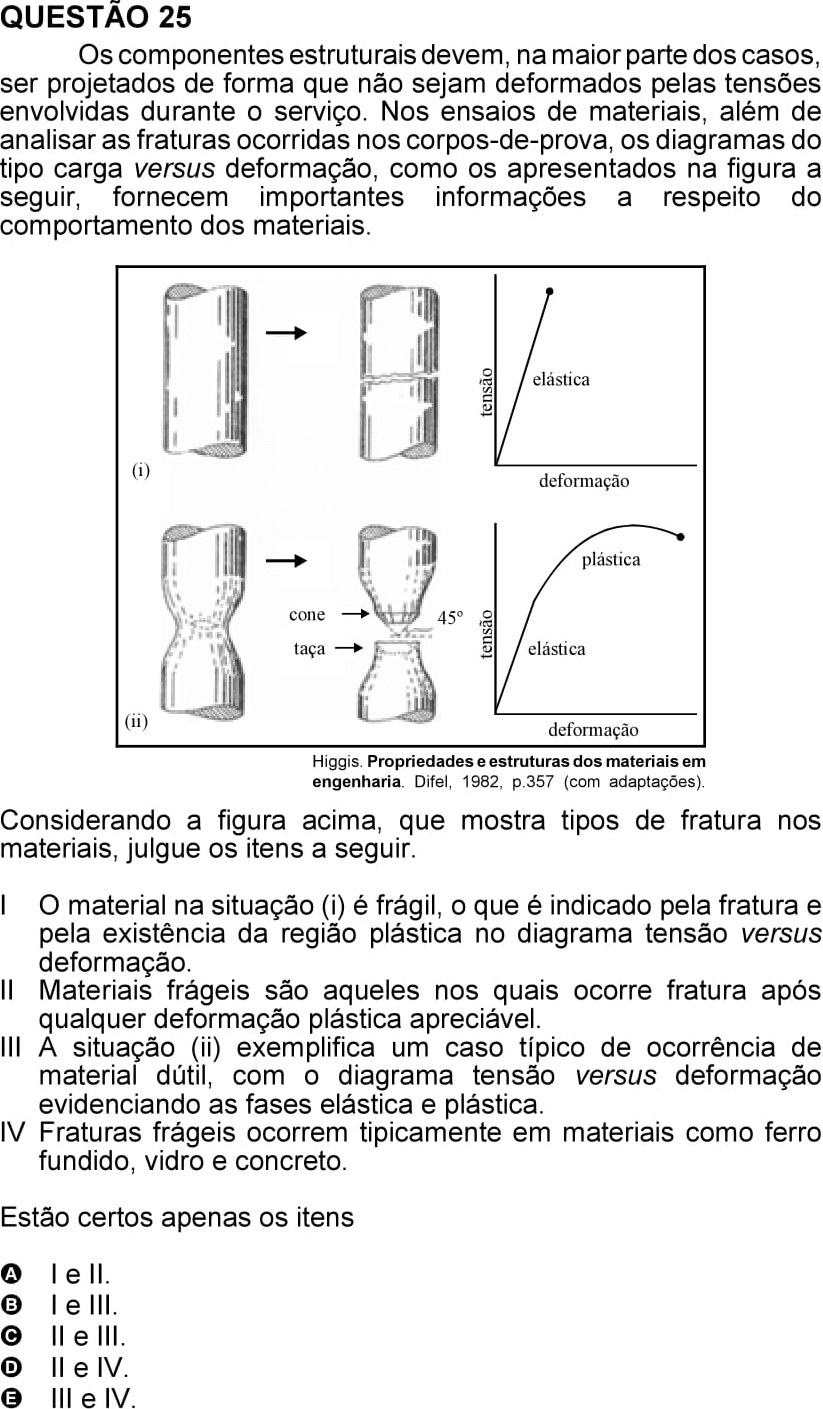 QUESTÃO 25
Os componentes estruturais devem, na maior parte dos casos,
ser projetados de forma que não sejam deformados pelas tensões
envolvidas durante o serviço. Nos ensaios de materiais, além de
analisar as fraturas ocorridas nos corpos-de-prova, os diagramas do
tipo carga versus deformação, como os apresentados na figura a
seguir, fornecem importantes informações a respeito do
comportamento dos materiais.
(i)
tensão
elástica
deformação
(ii)
cone
taça
45º
tensão
plástica
elástica
deformação
Higgis. Propriedades e estruturas dos materiais em
engenharia. Difel, 1982, p.357 (com adaptações).
Considerando a figura acima, que mostra tipos de fratura nos
materiais, julgue os itens a seguir.
I O material na situação (i) é frágil, o que é indicado pela fratura e
pela existência da região plástica no diagrama tensão versus
deformação.
II Materiais frágeis são aqueles nos quais ocorre fratura após
qualquer deformação plástica apreciável.
III A situação (ii) exemplifica um caso típico de ocorrência de
material dútil, com o diagrama tensão versus deformação
evidenciando as fases elástica e plástica.
IV Fraturas frágeis ocorrem tipicamente em materiais como ferro
fundido, vidro e concreto.
Estão certos apenas os itens
A I e II.
B I e III.
C II e III.
D II e IV.
E III e IV.